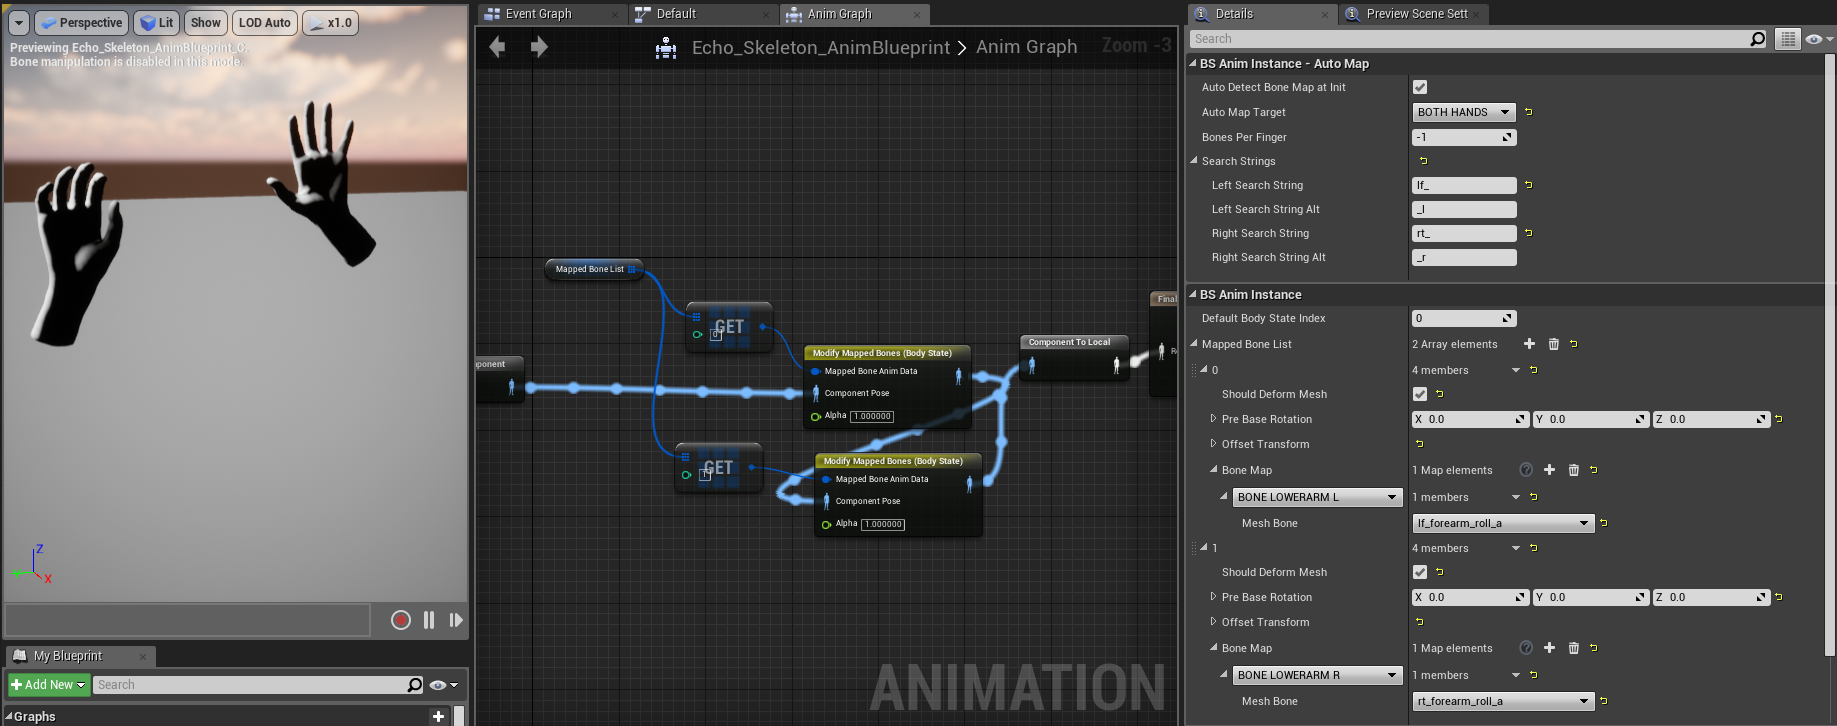 Perspective
Lit
Show
LOD Auto
x1.0
Previewing Echo_Skeleton_AnimBlueprint_C.
Bone manipulation is disabled in this mode.
Z
X
My Blueprint
Add New
Search
Graphs
Event Graph
Default
Anim Graph
Echo_Skeleton_AnimBlueprint > Anim Graph
Zoom -3
Mapped Bone List
GET
0
GET
1
ponent
Modify Mapped Bones (Body State)
Mapped Bone Anim Data
Component Pose
Alpha 1.000000
Modify Mapped Bones (Body State)
Mapped Bone Anim Data
Component Pose
Alpha 1.000000
Component To Local
Final
ANIMATION
Details
Preview Scene Sett
Search
BS Anim Instance - Auto Map
Auto Detect Bone Map at Init
Auto Map Target BOTH HANDS
Bones Per Finger -1
Search Strings
Left Search String lf_
Left Search String Alt _l
Right Search String rt_
Right Search String Alt _r
BS Anim Instance
Default Body State Index 0
Mapped Bone List 2 Array elements
0 4 members
Should Deform Mesh
Pre Base Rotation X 0.0 Y 0.0 Z 0.0
Offset Transform
Bone Map 1 Map elements
BONE LOWERARM L 1 members
Mesh Bone lf_forearm_roll_a
1 4 members
Should Deform Mesh
Pre Base Rotation X 0.0 Y 0.0 Z 0.0
Offset Transform
Bone Map 1 Map elements
BONE LOWERARM R 1 members
Mesh Bone rt_forearm_roll_a